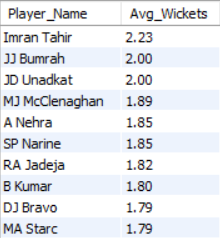 Player_Name Avg_Wickets
Imran Tahir 2.23
JJ Bumrah 2.00
JD Unadkat 2.00
MJ McClenaghan 1.89
A Nehra 1.85
SP Narine 1.85
RA Jadeja 1.82
B Kumar 1.80
DJ Bravo 1.79
MA Starc 1.79